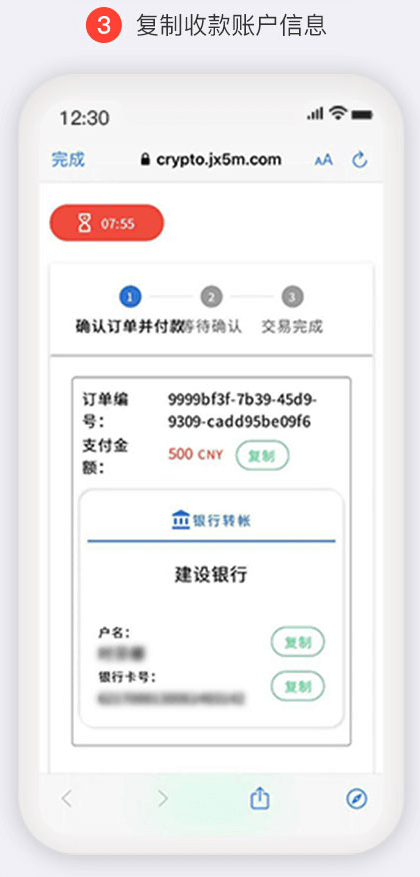 3 复制收款账户信息
12:30
完成 crypto.jx5m.com AA
07:55
1 2 3
确认订单并付款 等待确认 交易完成
订单编 9999bf3f-7b39-45d9-
号： 9309-cadd95be09f6
支付金
额： 500 CNY 复制
银行转帐
建设银行
户名：
复制
银行卡号：
复制